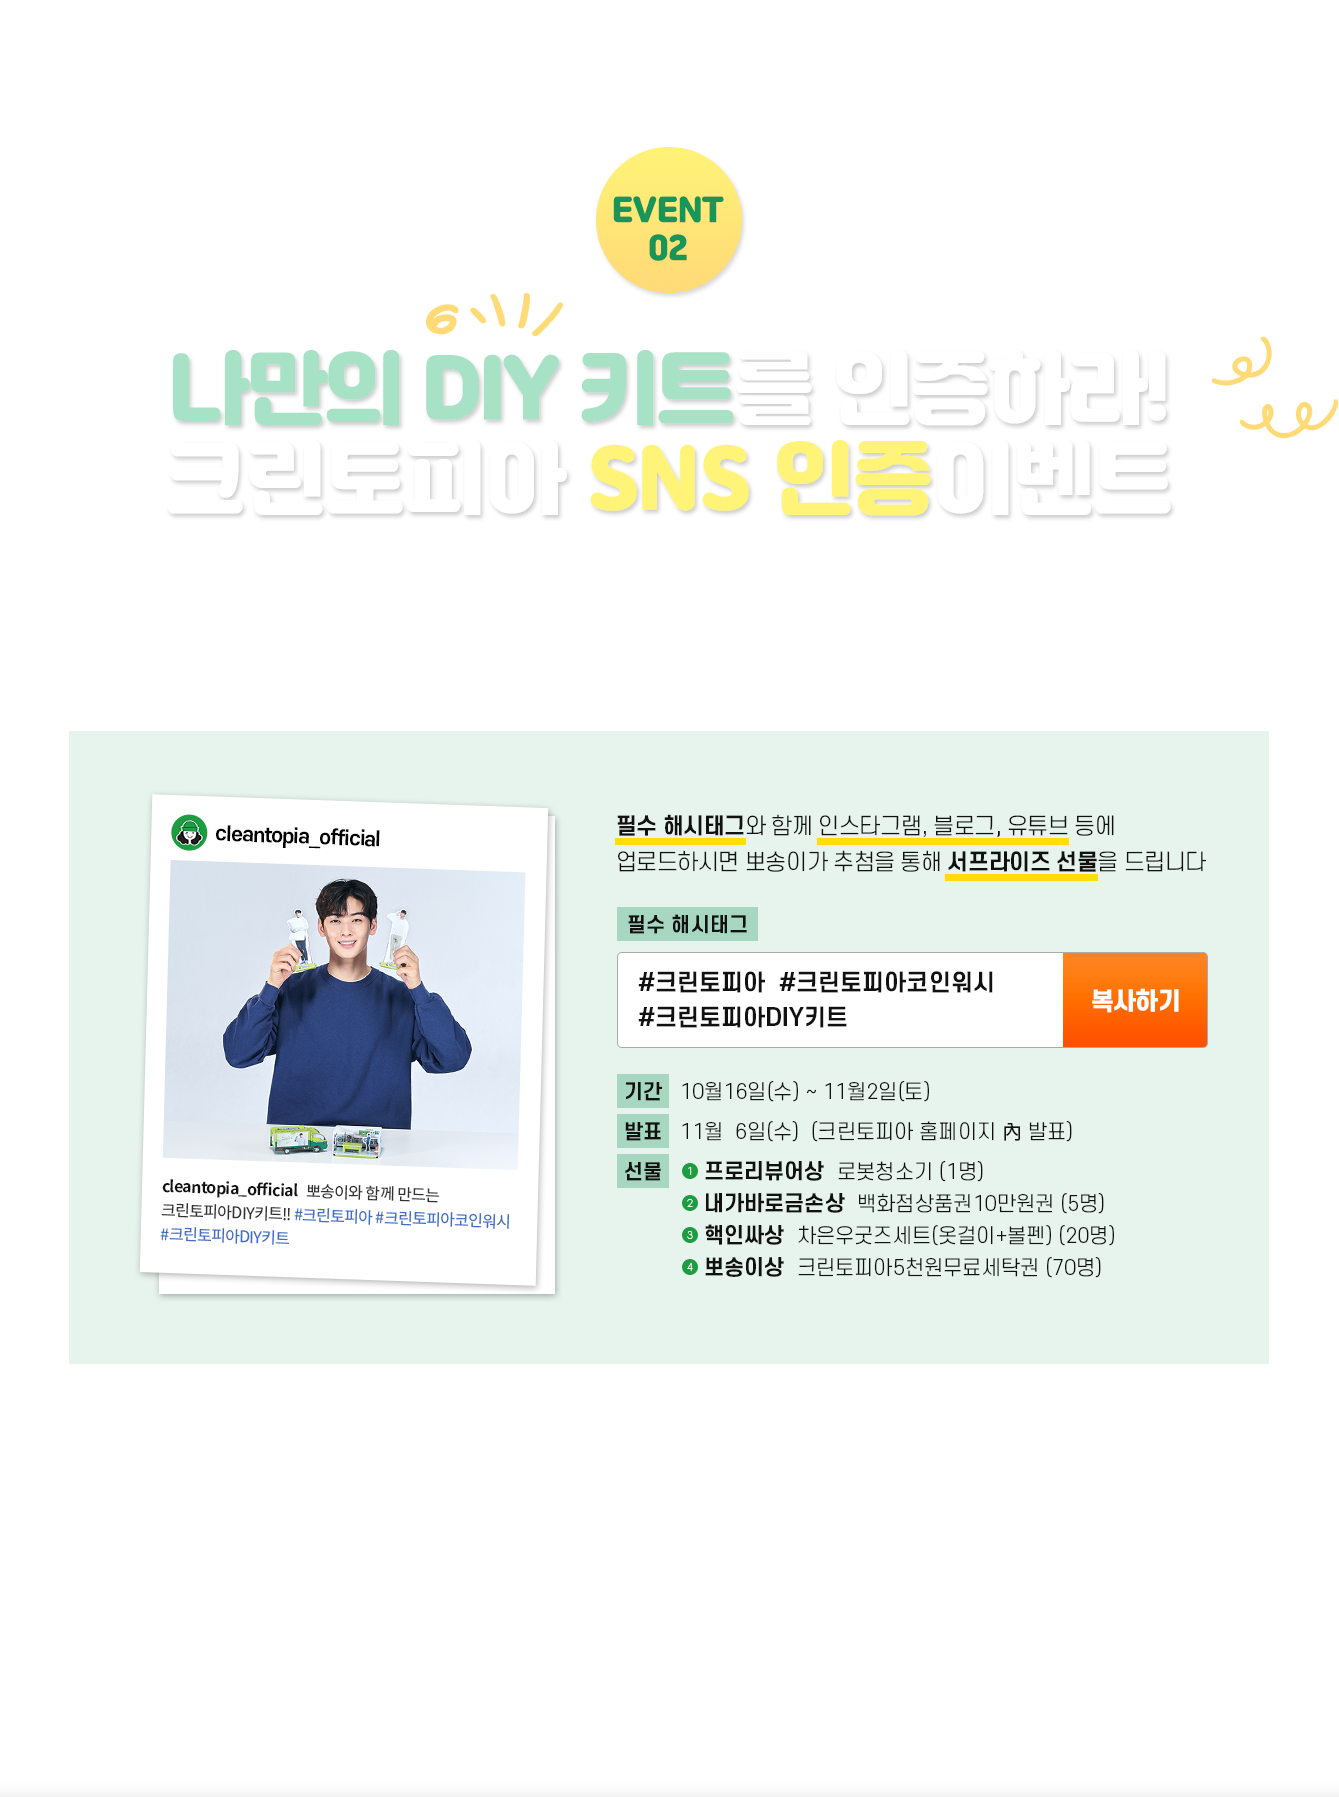 EVENT
02
나만의 DIY 키트를 인증하라!
크린토피아 SNS 인증이벤트
cleantopia_official
cleantopia_official 뽀송이와 함께 만드는
크린토피아DIY키트!! #크린토피아 #크린토피아코인워시
#크린토피아DIY키트
필수 해시태그와 함께 인스타그램, 블로그, 유튜브 등에
업로드하시면 뽀송이가 추첨을 통해 서프라이즈 선물을 드립니다
필수 해시태그
#크린토피아 #크린토피아코인워시
#크린토피아DIY키트
복사하기
기간 10월16일(수) ~ 11월2일(토)
발표 11월 6일(수) (크린토피아 홈페이지 內 발표)
선물 1 프로리뷰어상 로봇청소기 (1명)
2 내가바로금손상 백화점상품권10만원권 (5명)
3 핵인싸상 차은우굿즈세트(옷걸이+볼펜) (20명)
4 뽀송이상 크린토피아5천원무료세탁권 (70명)